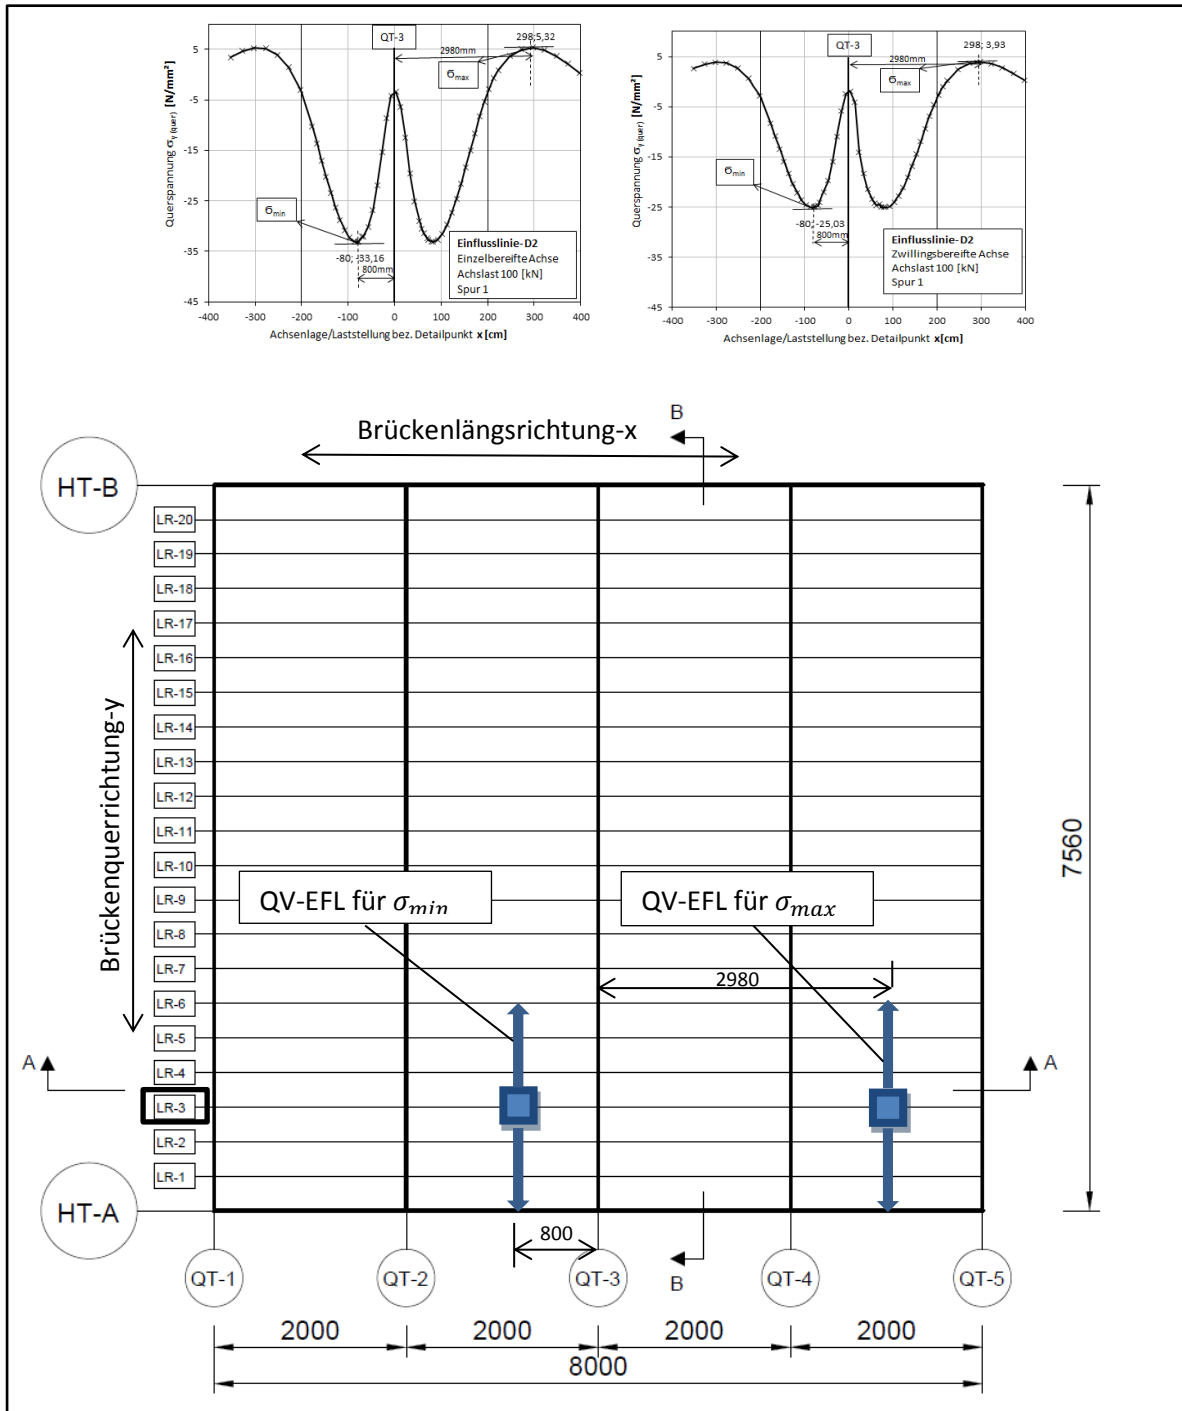 QT-3
298;5,32
2980mm
σ̄max
σ̄min
-80; -33,16
800mm
Einflusslinie-D2
Einzelbereifte Achse
Achslast 100 [kN]
Spur 1
Querspannung σy (quer) [N/mm²]
5
-5
-15
-25
-35
-45
-400 -300 -200 -100 0 100 200 300 400
Achsenlage/Laststellung bez. Detailpunkt x [cm]
QT-3
298; 3,93
2980mm
σ̄max
σ̄min
-80; -25,03
800mm
Einflusslinie-D2
Zwillingsbereifte Achse
Achslast 100 [kN]
Spur 1
Querspannung σy (quer) [N/mm²]
5
-5
-15
-25
-35
-45
-400 -300 -200 -100 0 100 200 300 400
Achsenlage/Laststellung bez. Detailpunkt x[cm]
B
Brückenlängsrichtung-x
HT-B
LR-20
LR-19
LR-18
LR-17
LR-16
LR-15
LR-14
LR-13
LR-12
LR-11
LR-10
LR-9
LR-8
LR-7
LR-6
LR-5
LR-4
LR-3
LR-2
LR-1
Brückenquerrichtung-y
7560
QV-EFL für σmin
QV-EFL für σmax
2980
A
A
HT-A
800
B
QT-1
QT-2
QT-3
QT-4
QT-5
2000
2000
2000
2000
8000